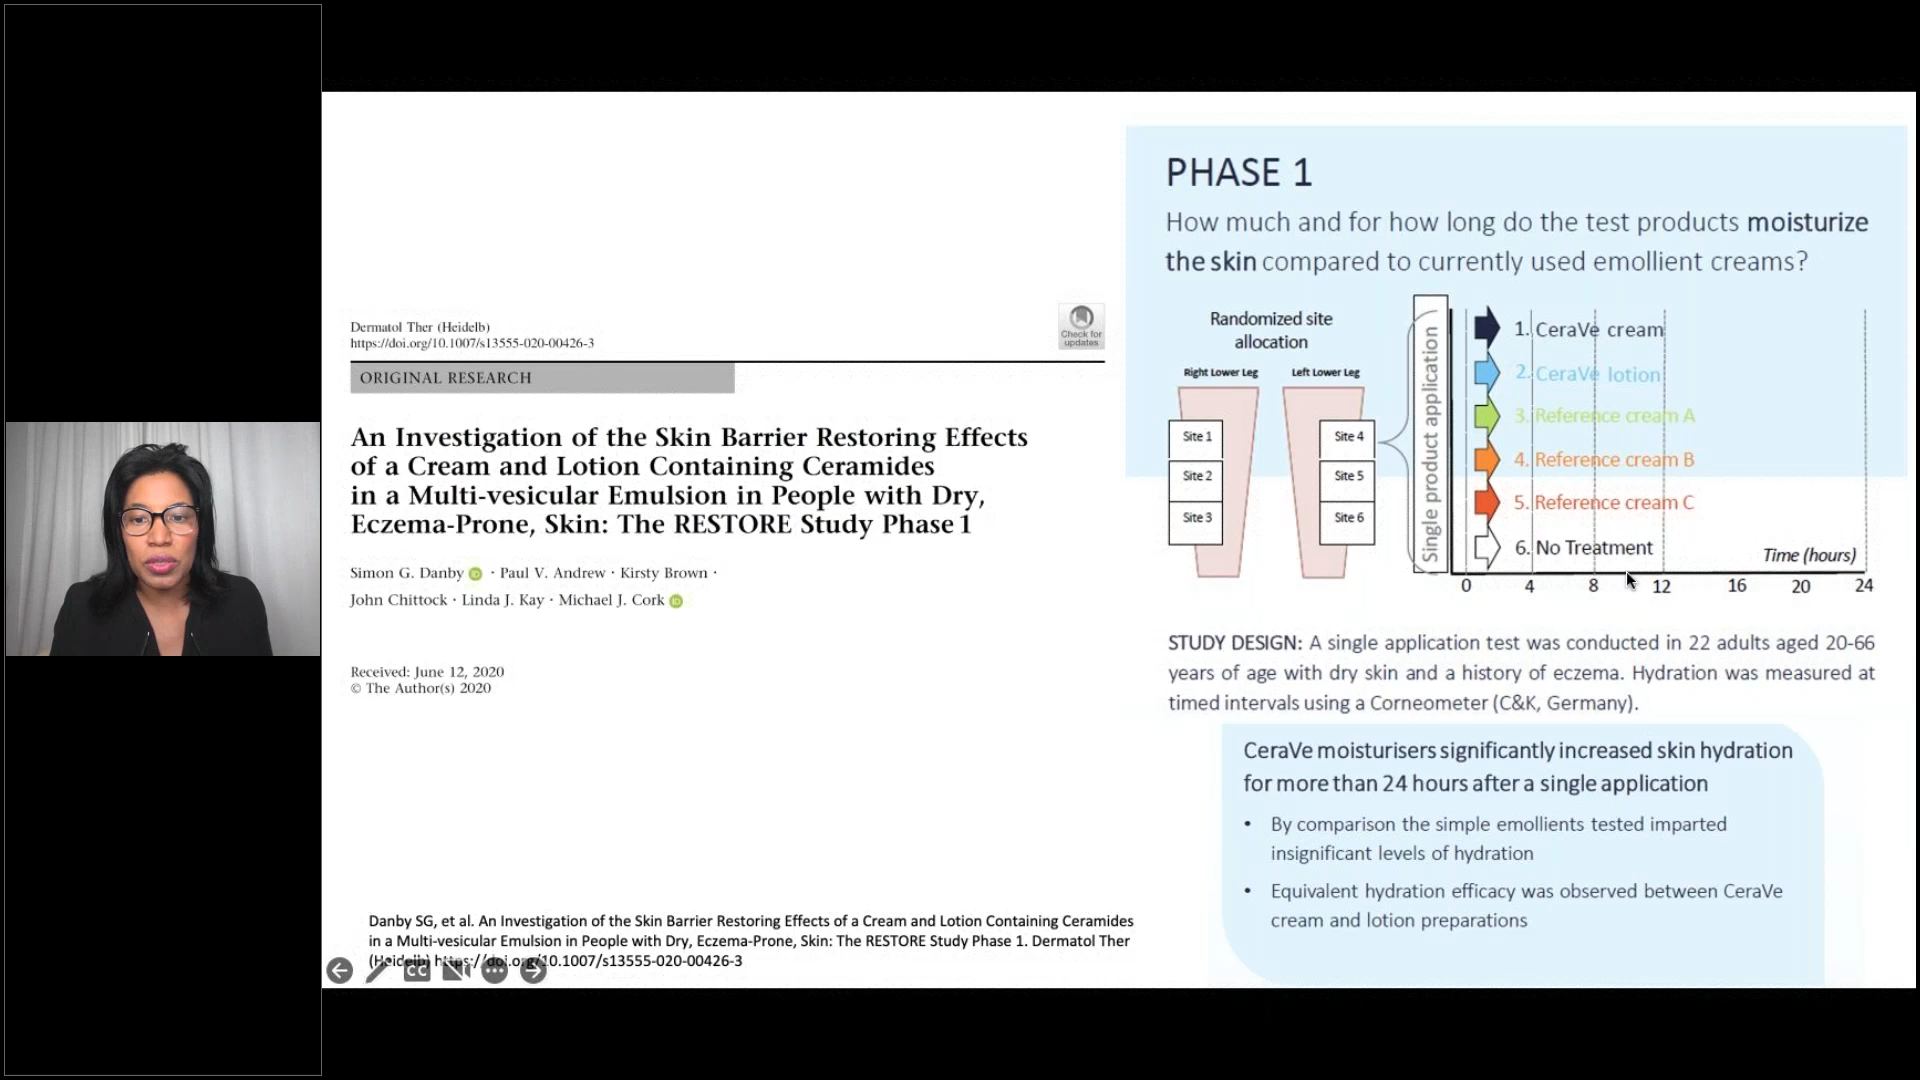 Dermatol Ther (Heidelb)
https://doi.org/10.1007/s13555-020-00426-3
Check for
updates
ORIGINAL RESEARCH
An Investigation of the Skin Barrier Restoring Effects
of a Cream and Lotion Containing Ceramides
in a Multi-vesicular Emulsion in People with Dry,
Eczema-Prone, Skin: The RESTORE Study Phase 1
Simon G. Danby · Paul V. Andrew · Kirsty Brown ·
John Chittock · Linda J. Kay · Michael J. Cork
Received: June 12, 2020
© The Author(s) 2020
Danby SG, et al. An Investigation of the Skin Barrier Restoring Effects of a Cream and Lotion Containing Ceramides
in a Multi-vesicular Emulsion in People with Dry, Eczema-Prone, Skin: The RESTORE Study Phase 1. Dermatol Ther
(Heidelb) https://doi.org/10.1007/s13555-020-00426-3
CC
PHASE 1
How much and for how long do the test products moisturize
the skin compared to currently used emollient creams?
Randomized site
allocation
Right Lower Leg
Left Lower Leg
Site 1
Site 2
Site 3
Site 4
Site 5
Site 6
Single product application
1. CeraVe cream
2. CeraVe lotion
3. Reference cream A
4. Reference cream B
5. Reference cream C
6. No Treatment
Time (hours)
0 4 8 12 16 20 24
STUDY DESIGN: A single application test was conducted in 22 adults aged 20-66
years of age with dry skin and a history of eczema. Hydration was measured at
timed intervals using a Corneometer (C&K, Germany).
CeraVe moisturisers significantly increased skin hydration
for more than 24 hours after a single application
• By comparison the simple emollients tested imparted
insignificant levels of hydration
• Equivalent hydration efficacy was observed between CeraVe
cream and lotion preparations